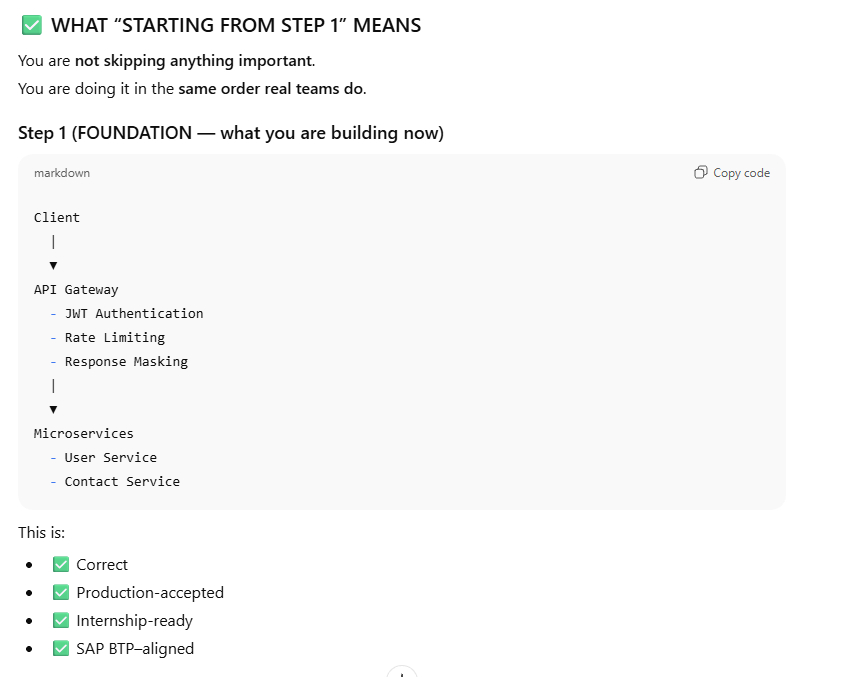 ✅ WHAT “STARTING FROM STEP 1” MEANS
You are not skipping anything important.
You are doing it in the same order real teams do.
Step 1 (FOUNDATION — what you are building now)
markdown
Copy code
Client
|
▼
API Gateway
- JWT Authentication
- Rate Limiting
- Response Masking
|
▼
Microservices
- User Service
- Contact Service
This is:
• ✅ Correct
• ✅ Production-accepted
• ✅ Internship-ready
• ✅ SAP BTP–aligned